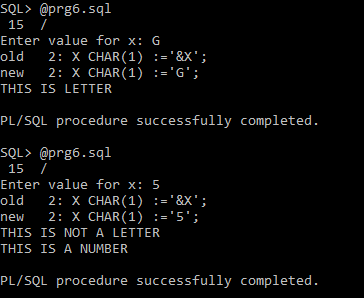 SQL> @prg6.sql
 15  /
Enter value for x: G
old   2: X CHAR(1) :='&X';
new   2: X CHAR(1) :='G';
THIS IS LETTER

PL/SQL procedure successfully completed.

SQL> @prg6.sql
 15  /
Enter value for x: 5
old   2: X CHAR(1) :='&X';
new   2: X CHAR(1) :='5';
THIS IS NOT A LETTER
THIS IS A NUMBER

PL/SQL procedure successfully completed.